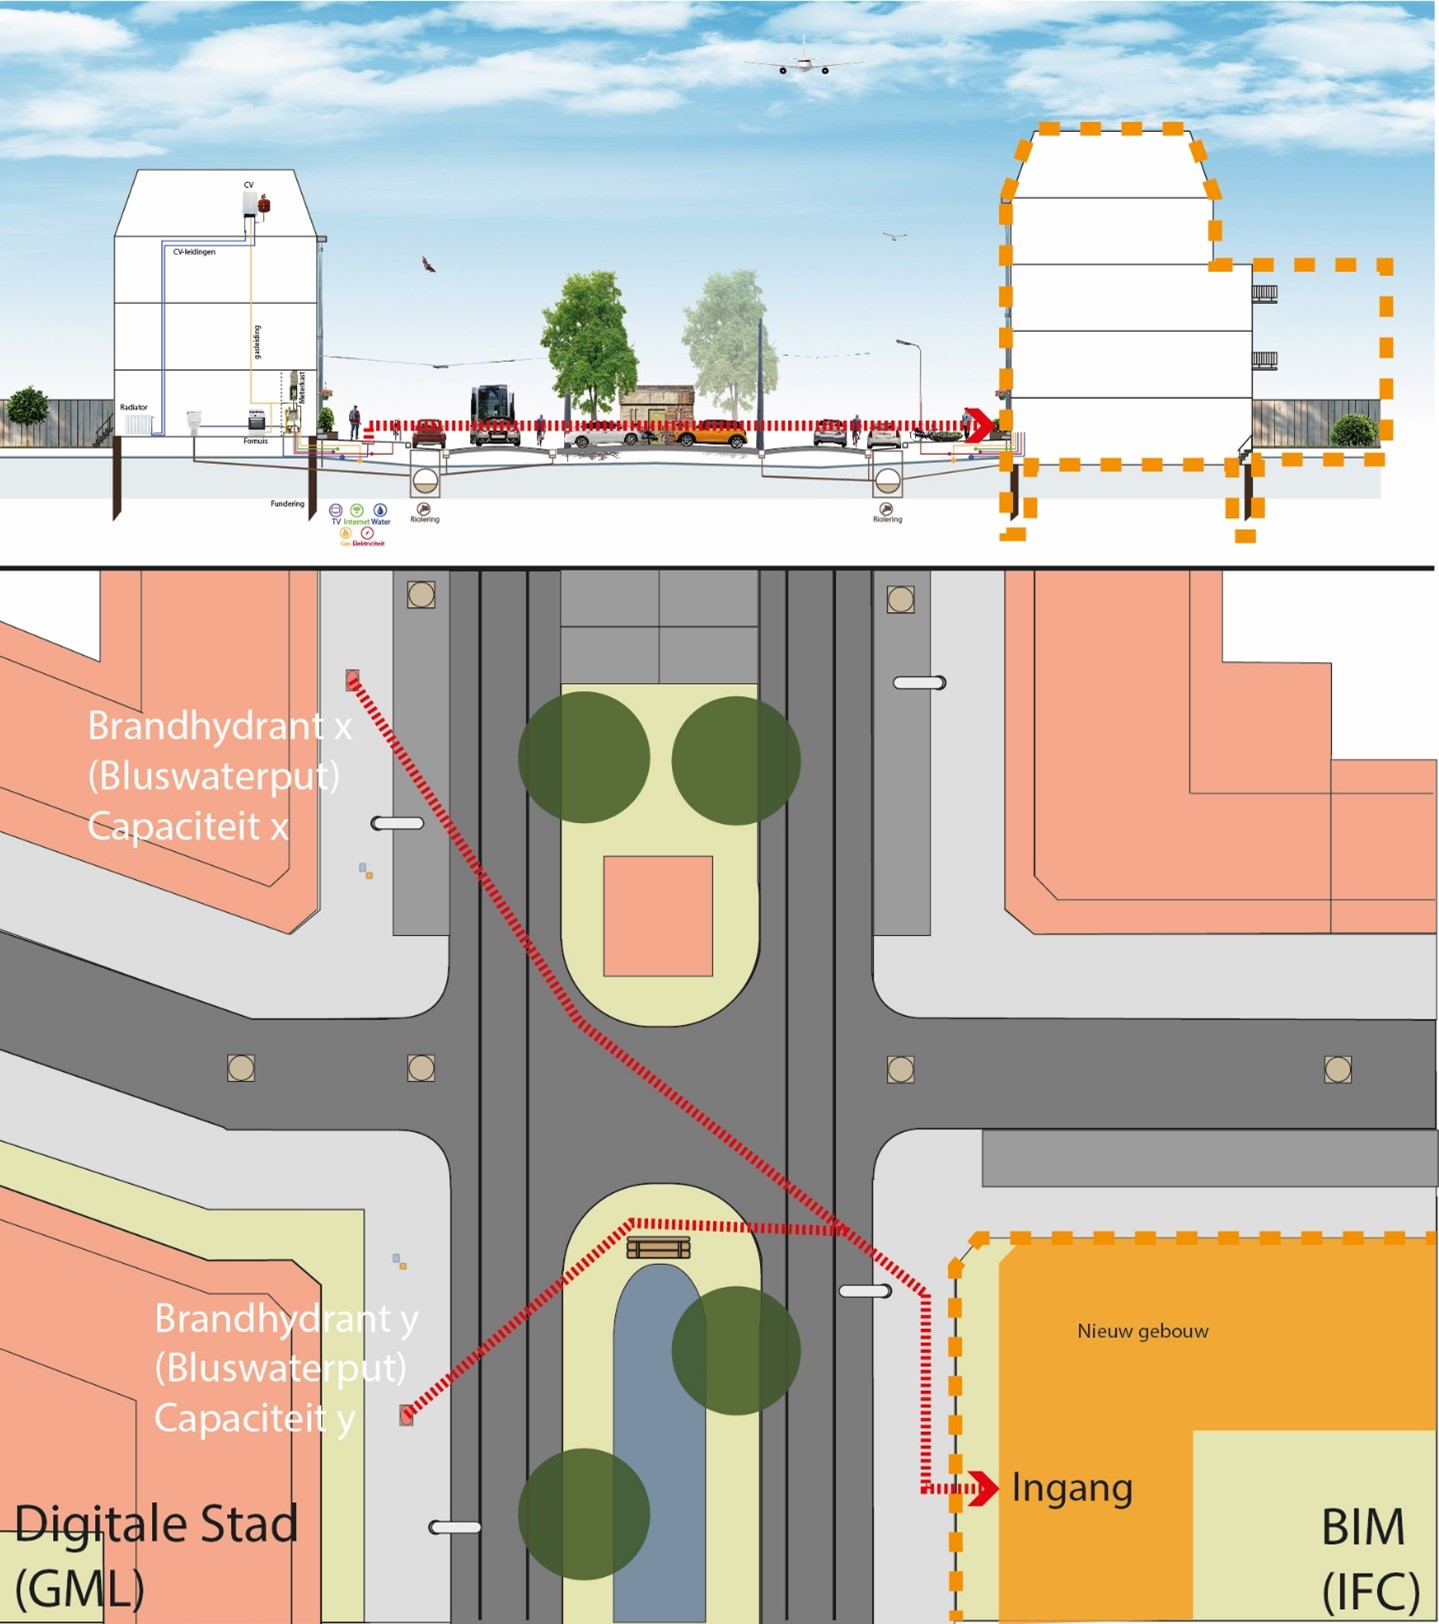 CV
CV-leidingen
gasleiding
Meterkast
Radiator
Fornuis
Fundering
TV Internet Water
Gas Elektriciteit
Riolering
Riolering
Brandhydrant x
(Bluswaterput)
Capaciteit x
Brandhydrant y
(Bluswaterput)
Capaciteit y
Nieuw gebouw
Ingang
Digitale Stad
(GML)
BIM
(IFC)